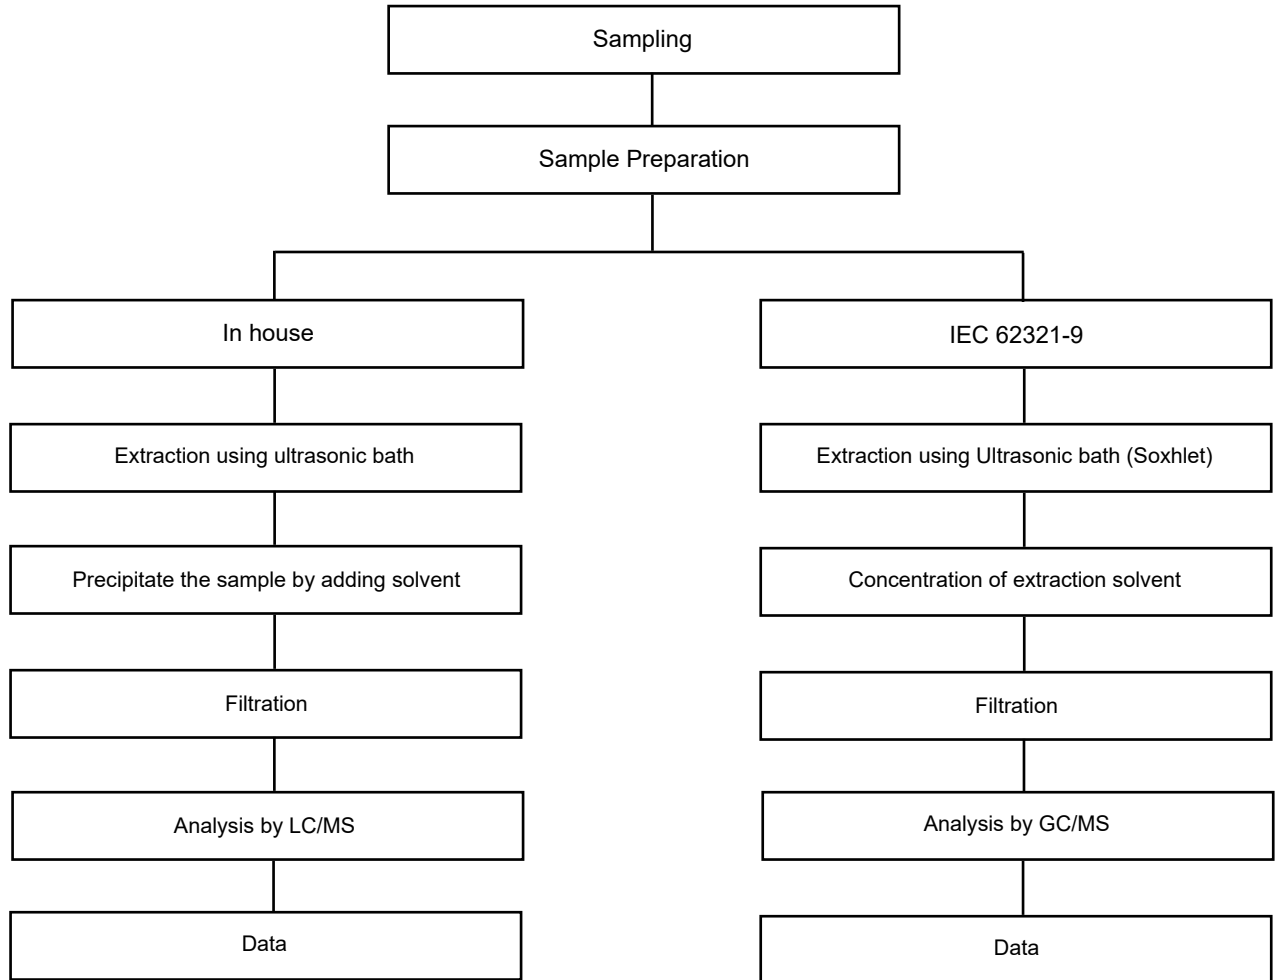 Sampling
Sample Preparation
In house
IEC 62321-9
Extraction using ultrasonic bath
Extraction using Ultrasonic bath (Soxhlet)
Precipitate the sample by adding solvent
Concentration of extraction solvent
Filtration
Filtration
Analysis by LC/MS
Analysis by GC/MS
Data
Data